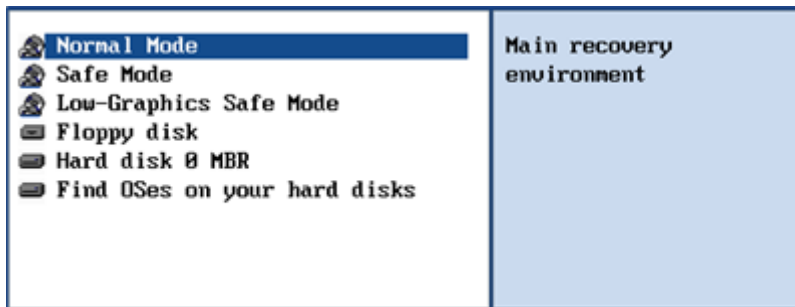 Normal Mode
Safe Mode
Low-Graphics Safe Mode
Floppy disk
Hard disk 0 MBR
Find OSes on your hard disks
Main recovery
environment